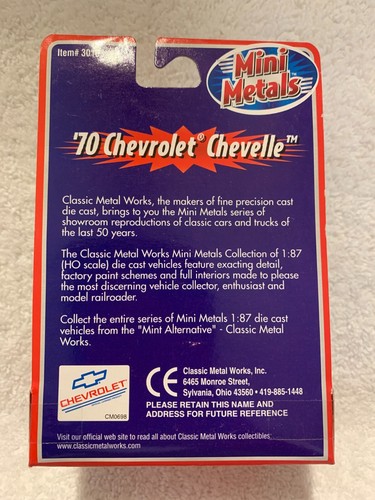 Item# 30
Mini
Metals™
'70 Chevrolet® Chevelle™
Classic Metal Works, the makers of fine precision cast
die cast, brings to you the Mini Metals series of
showroom reproductions of classic cars and trucks of
the last 50 years.
The Classic Metal Works Mini Metals Collection of 1:87
(HO scale) die cast vehicles feature exacting detail,
factory paint schemes and full interiors made to please
the most discerning vehicle collector, enthusiast and
model railroader.
Collect the entire series of Mini Metals 1:87 die cast
vehicles from the "Mint Alternative" - Classic Metal
Works.
CHEVROLET
CM0698
CE
Classic Metal Works, Inc.
6465 Monroe Street,
Sylvania, Ohio 43560 • 419-885-1448
PLEASE RETAIN THIS NAME AND
ADDRESS FOR FUTURE REFERENCE
Visit our official web site to read all about Classic Metal Works collectibles:
www.classicmetalworks.com